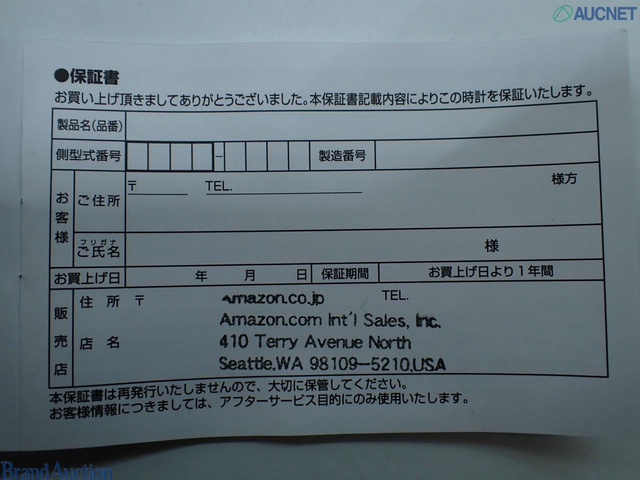 AUCNET
●保証書
お買い上げ頂きましてありがとうございました。本保証書記載内容によりこの時計を保証いたします。
製品名(品番)
側型式番号 - 製造番号
お客様 ご住所 〒 TEL. 様方
フリガナ
ご氏名 様
お買上げ日 年 月 日 保証期間 お買上げ日より1年間
販売店 住所 〒 Amazon.co.jp TEL.
Amazon.com Int'l Sales, Inc.
店名 410 Terry Avenue North
Seattle,WA 98109-5210,USA
本保証書は再発行いたしませんので、大切に保管してください。
お客様情報につきましては、アフターサービス目的にのみ使用いたします。
Brand Auction